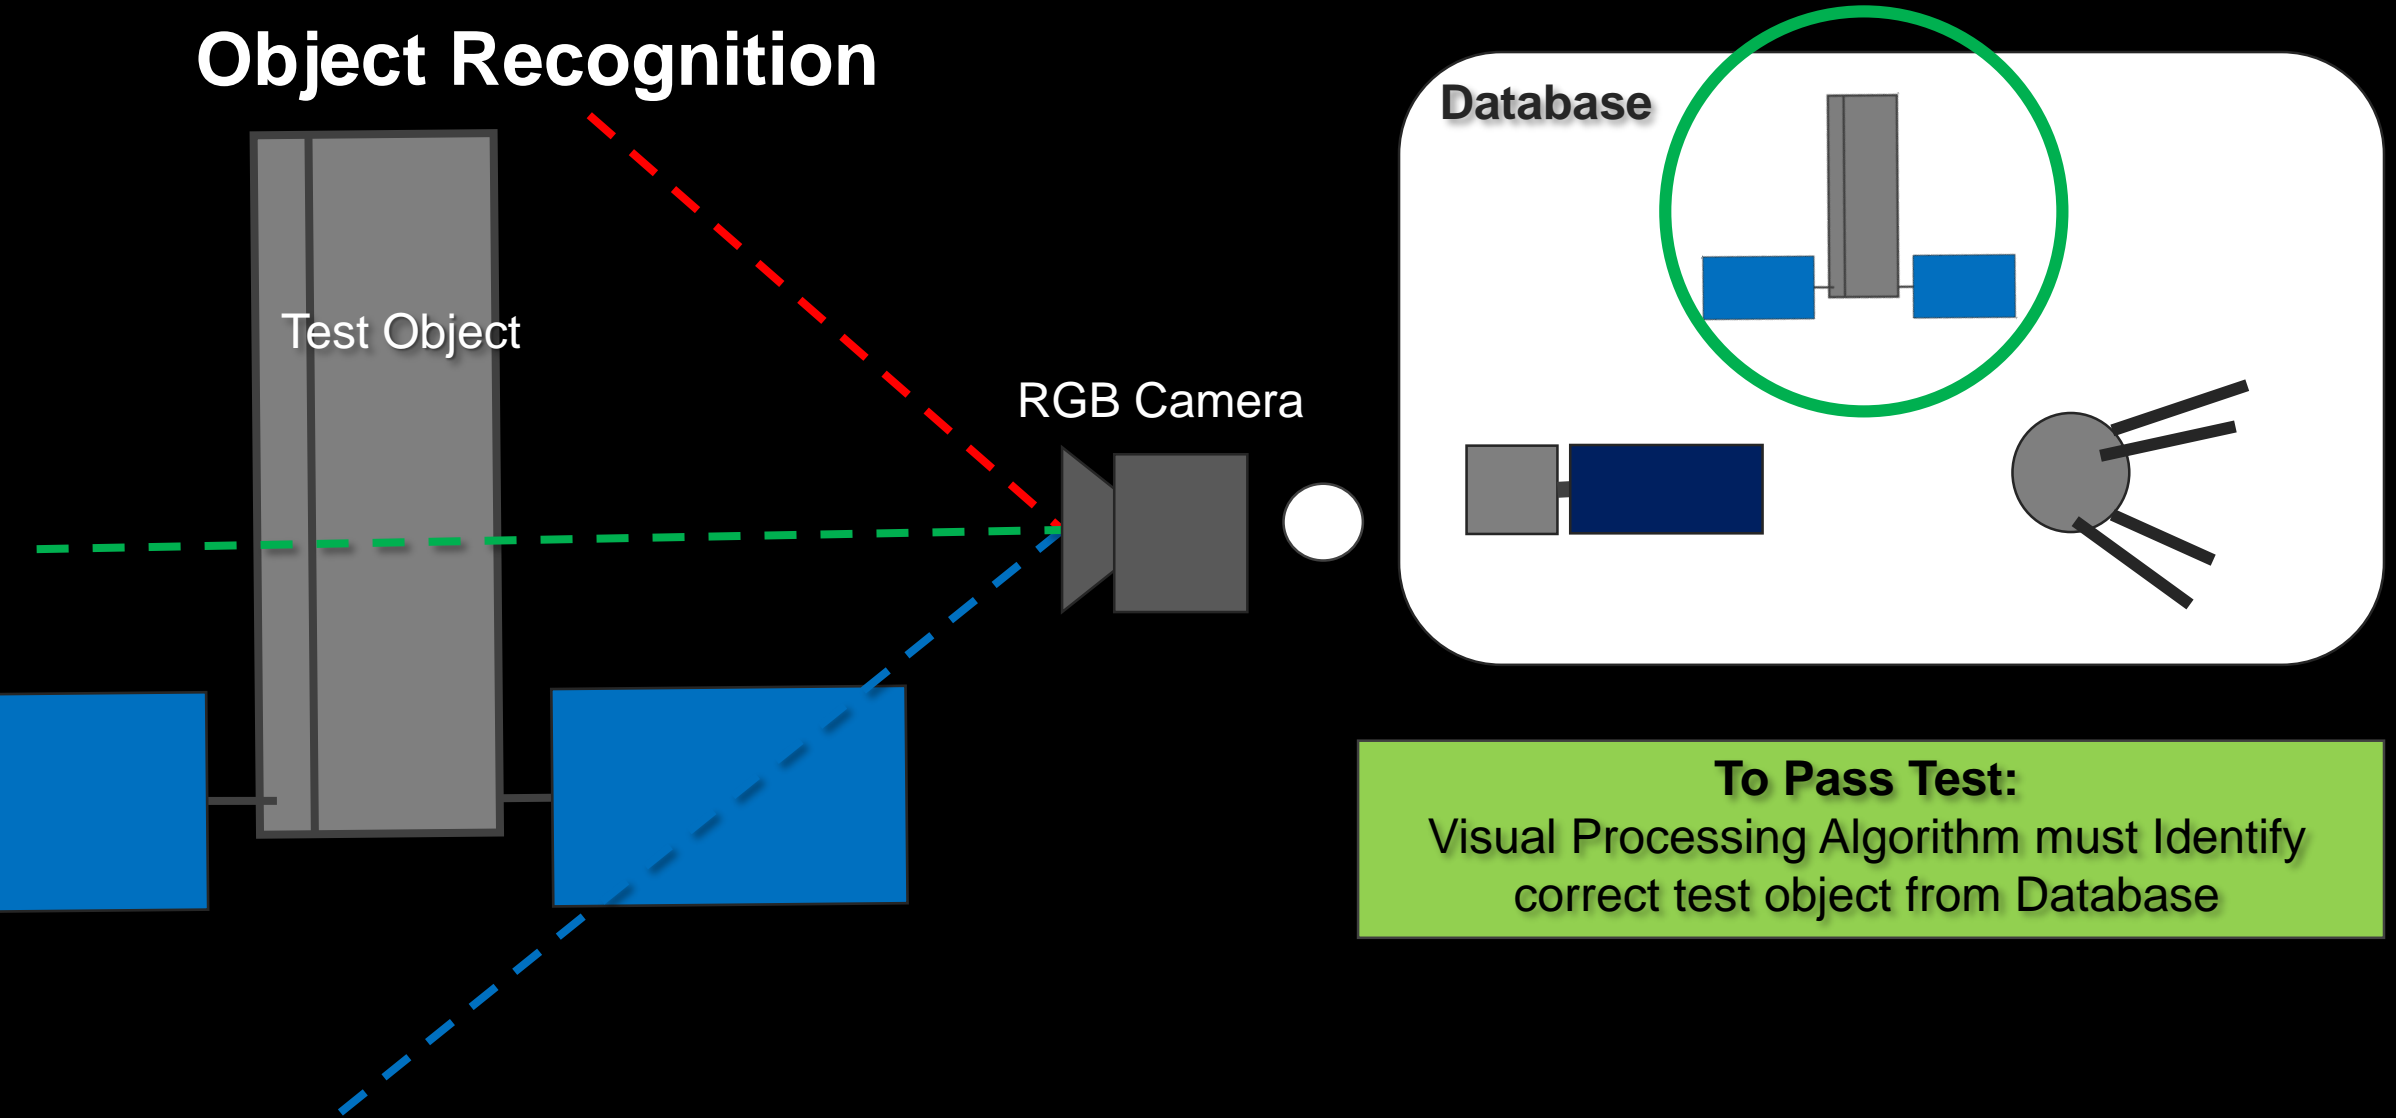 Object Recognition
Database
Test Object
RGB Camera
To Pass Test:
Visual Processing Algorithm must Identify
correct test object from Database